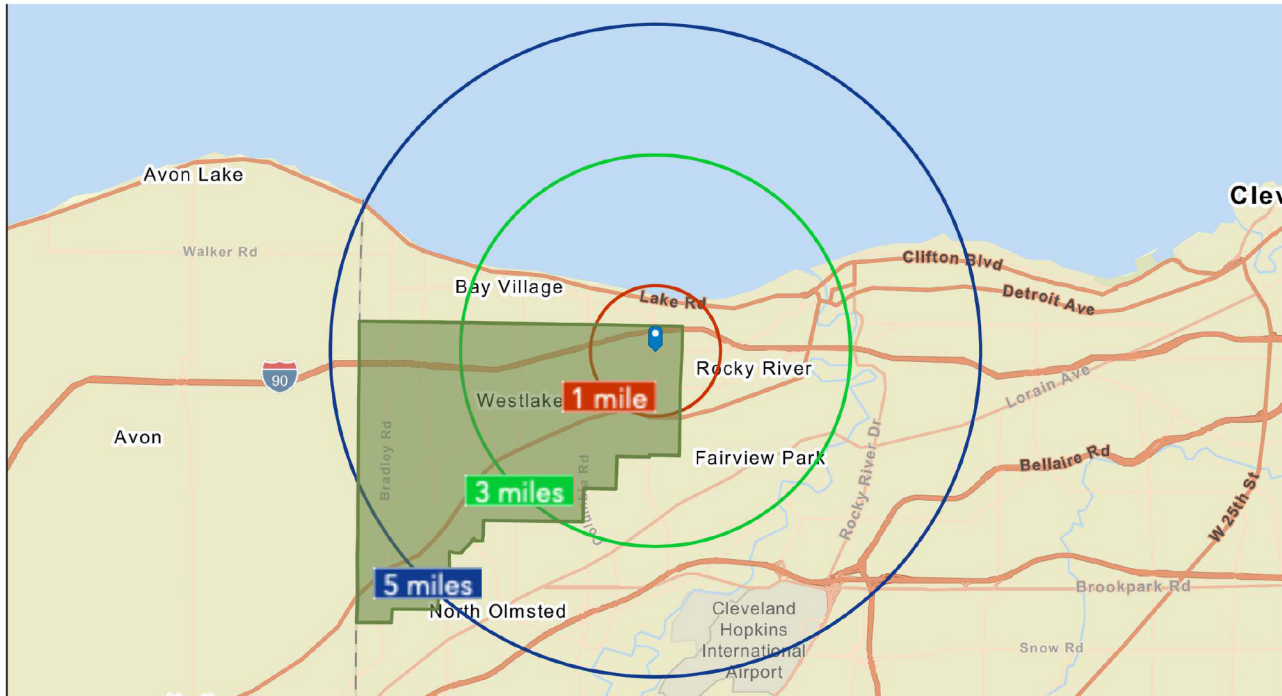 Avon Lake
Clev
Walker Rd
Clifton Blvd
Bay Village
Lake Rd
Detroit Ave
90
Rocky River
Westlake
1 mile
Lorain Ave
Avon
Bradley Rd
Fairview Park
Bellaire Rd
3 miles
Rocky River Dr
W 25th St
5 miles
North Olmsted
Brookpark Rd
Cleveland
Hopkins
International
Airport
Snow Rd